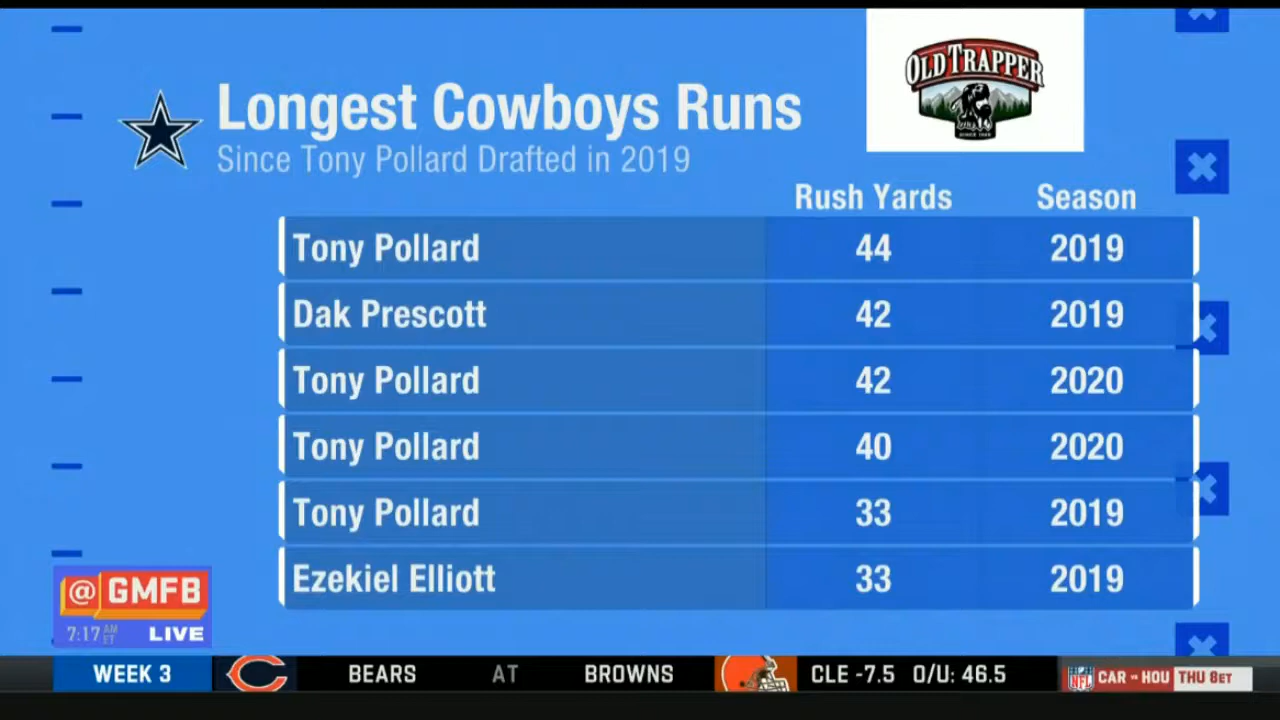 OLD TRAPPER
SINCE 1969
Longest Cowboys Runs
Since Tony Pollard Drafted in 2019
Rush Yards Season
Tony Pollard 44 2019
Dak Prescott 42 2019
Tony Pollard 42 2020
Tony Pollard 40 2020
Tony Pollard 33 2019
Ezekiel Elliott 33 2019
@ GMFB
7:17 AM ET LIVE
WEEK 3 BEARS AT BROWNS CLE -7.5 O/U: 46.5 NFL CAR - HOU THU 8ET